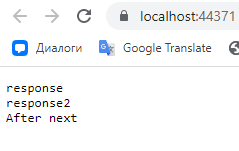 localhost:44371
Диалоги
Google Translate
response
response2
After next